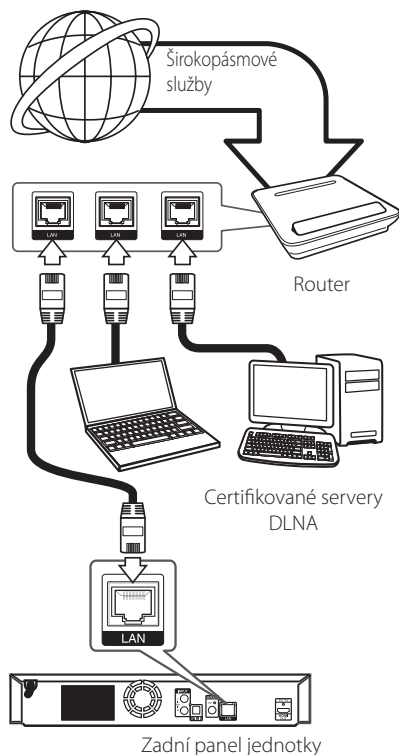 Širokopásmové
služby
LAN
LAN
LAN
Router
Certifikované servery
DLNA
LAN
Zadní panel jednotky